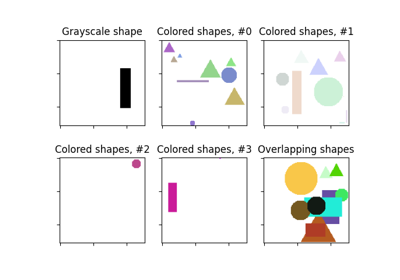 Grayscale shape
Colored shapes, #0
Colored shapes, #1
Colored shapes, #2
Colored shapes, #3
Overlapping shapes